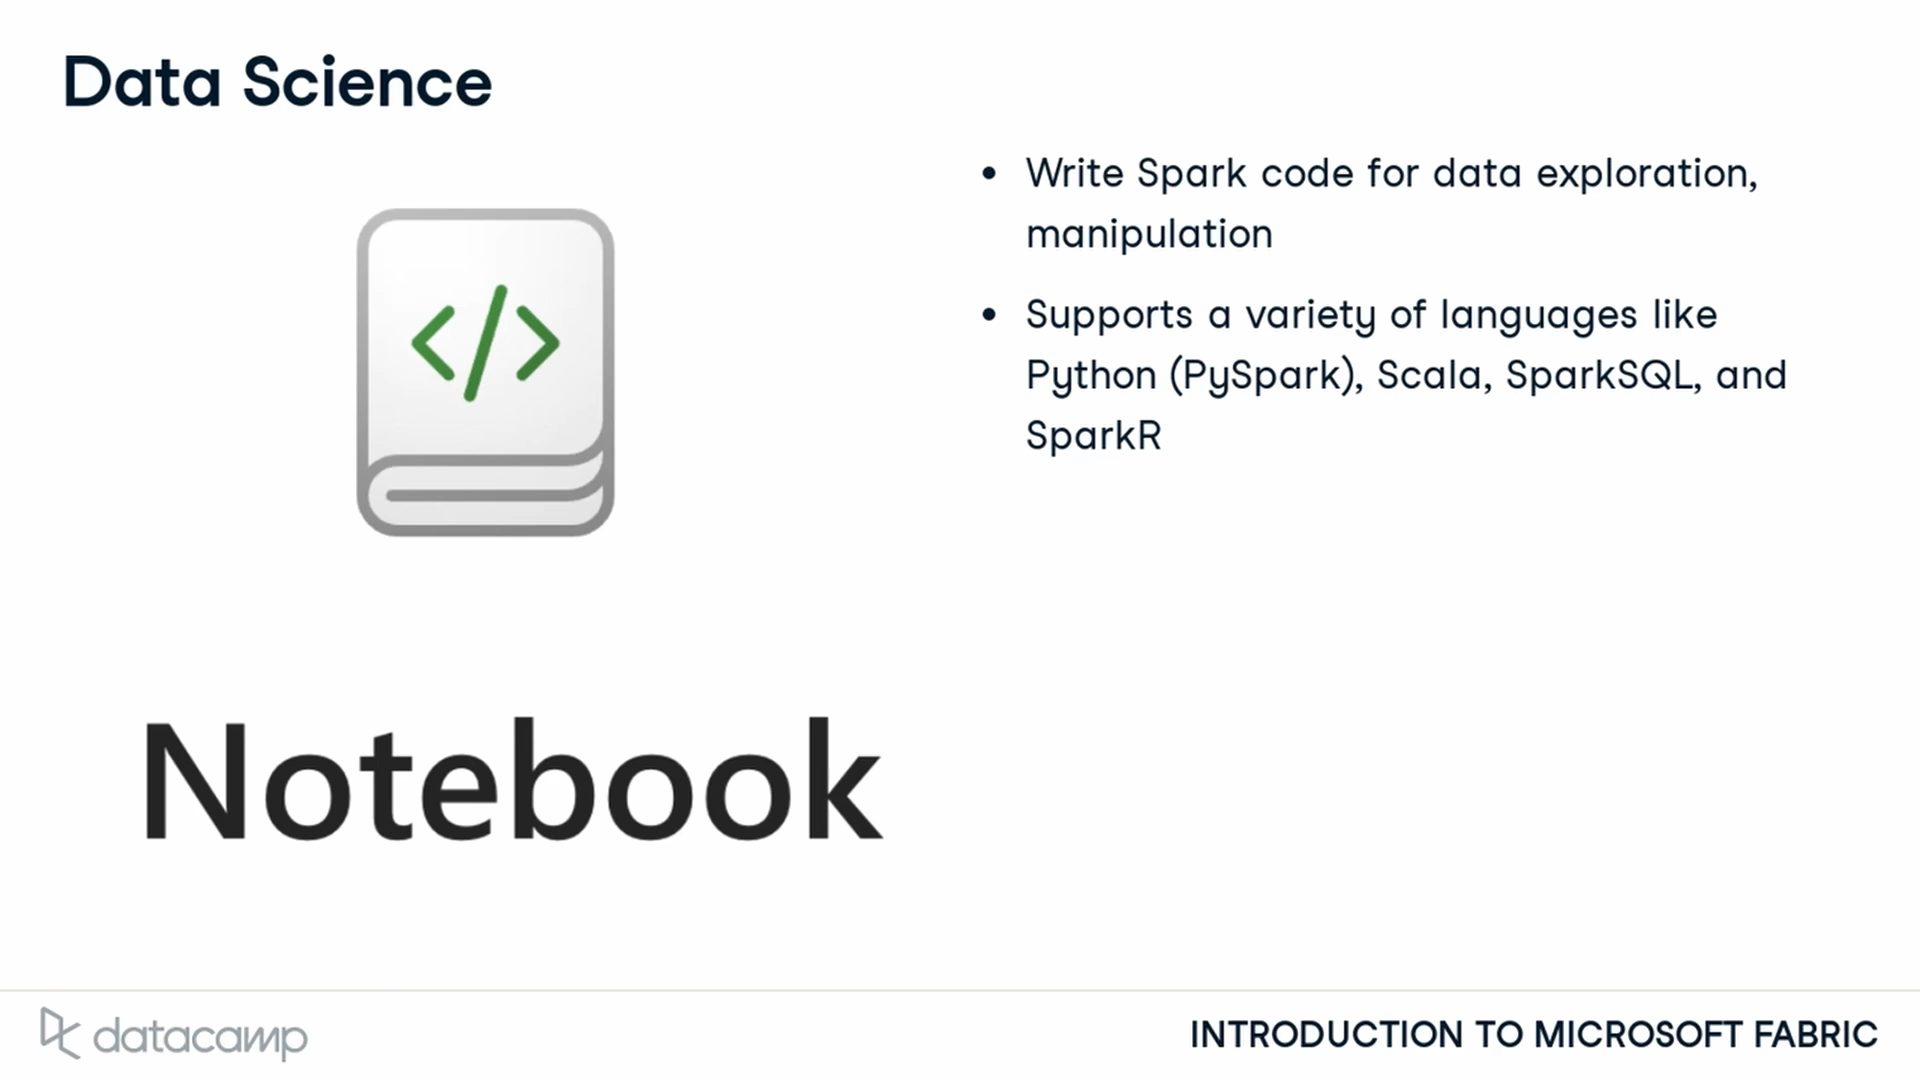 Data Science
• Write Spark code for data exploration,
manipulation
• Supports a variety of languages like
Python (PySpark), Scala, SparkSQL, and
SparkR
</>
Notebook
datacamp
INTRODUCTION TO MICROSOFT FABRIC